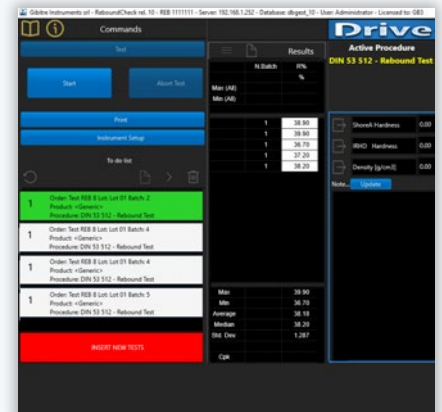 Gibitre Instruments srl - ReboundCheck rel. 10 - REB 1111111 - Server: 192.168.1.252 - Database: dbgest_10 - User: Administrator - Licensed to: GIBI
Commands
Test
Start
Abort Test
Print
Instrument Setup
To do list
1
Order: Test REB 8 Lot: Lot 01 Batch: 2
Product: <Generic>
Procedure: DIN 53 512 - Rebound Test
1
Order: Test REB 8 Lot: Lot 01 Batch: 4
Product: <Generic>
Procedure: DIN 53 512 - Rebound Test
1
Order: Test REB 8 Lot: Lot 01 Batch: 4
Product: <Generic>
Procedure: DIN 53 512 - Rebound Test
1
Order: Test REB 8 Lot: Lot 01 Batch: 5
Product: <Generic>
Procedure: DIN 53 512 - Rebound Test
INSERT NEW TESTS
Results
N.Batch R%
%
Max (All)
Min (All)
1 38.90
1 39.90
1 36.70
1 37.20
1 38.20
Max 39.90
Min 36.70
Average 38.18
Median 38.20
Std. Dev 1.287
Cpk
Drive
Active Procedure
DIN 53 512 - Rebound Test
ShoreA Hardness 0.00
IRHD Hardness 0.00
Density [g/cm3] 0.00
Note... Update